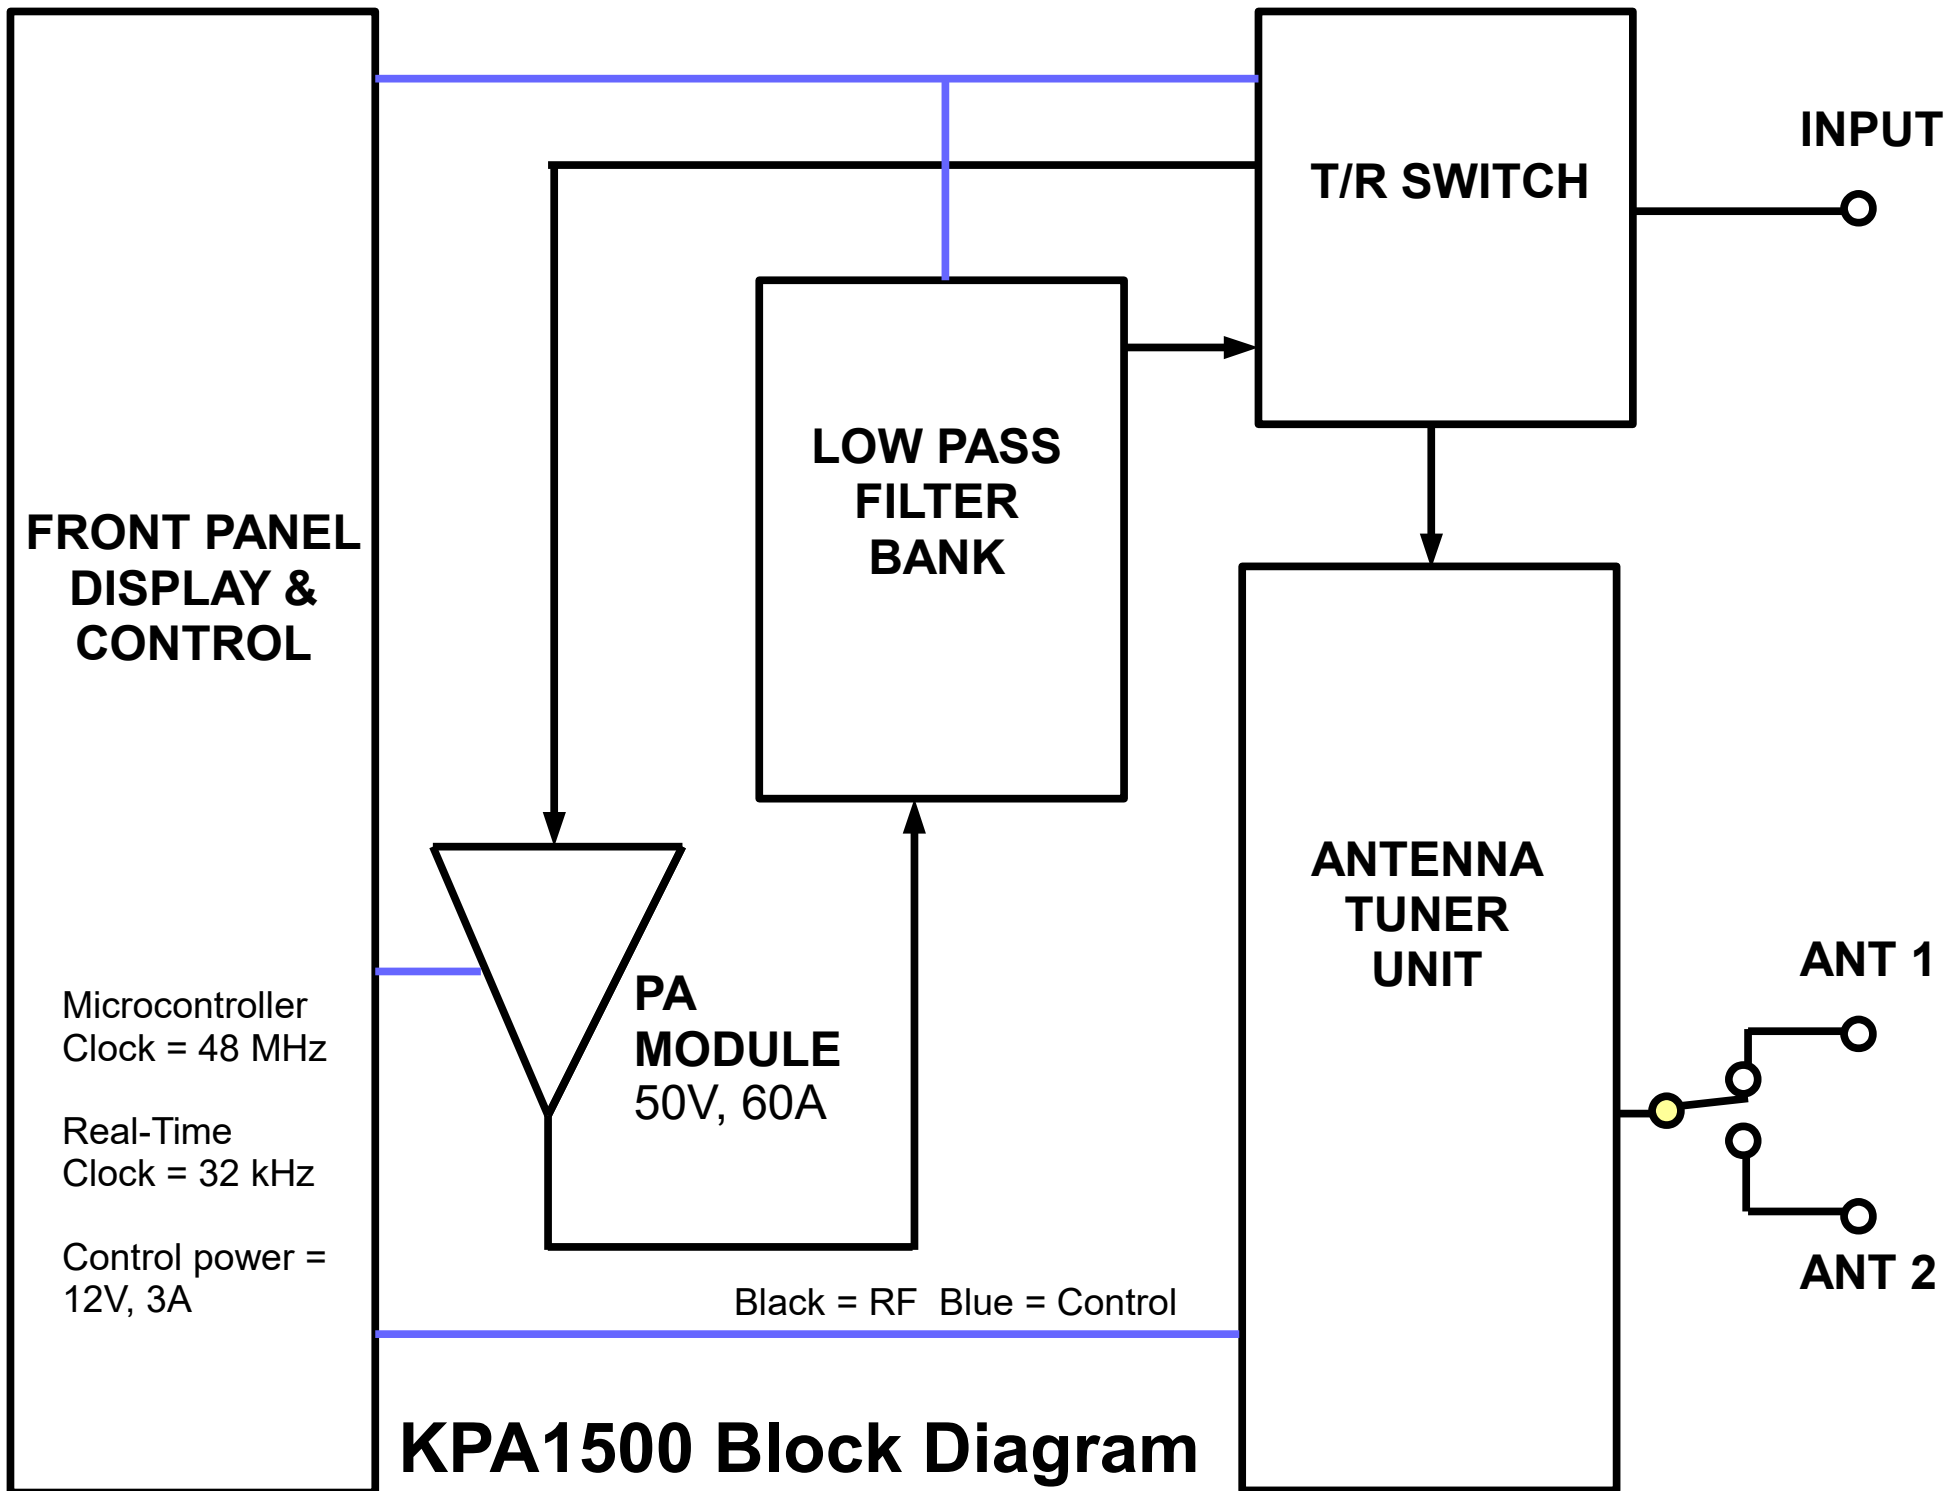 INPUT
T/R SWITCH
LOW PASS
FILTER
BANK
FRONT PANEL
DISPLAY &
CONTROL
ANTENNA
TUNER
UNIT
ANT 1
PA
MODULE
50V, 60A
Microcontroller
Clock = 48 MHz
Real-Time
Clock = 32 kHz
Control power =
12V, 3A
ANT 2
Black = RF  Blue = Control
KPA1500 Block Diagram